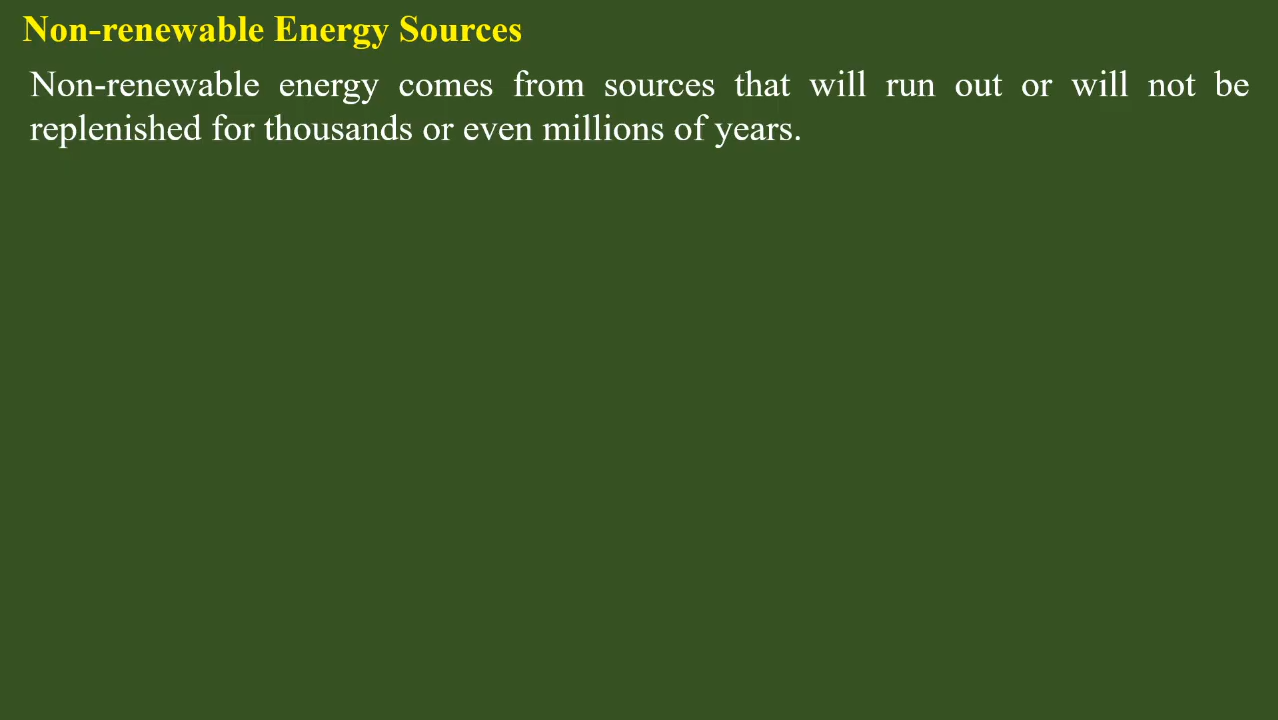 Non-renewable Energy Sources
Non-renewable energy comes from sources that will run out or will not be
replenished for thousands or even millions of years.